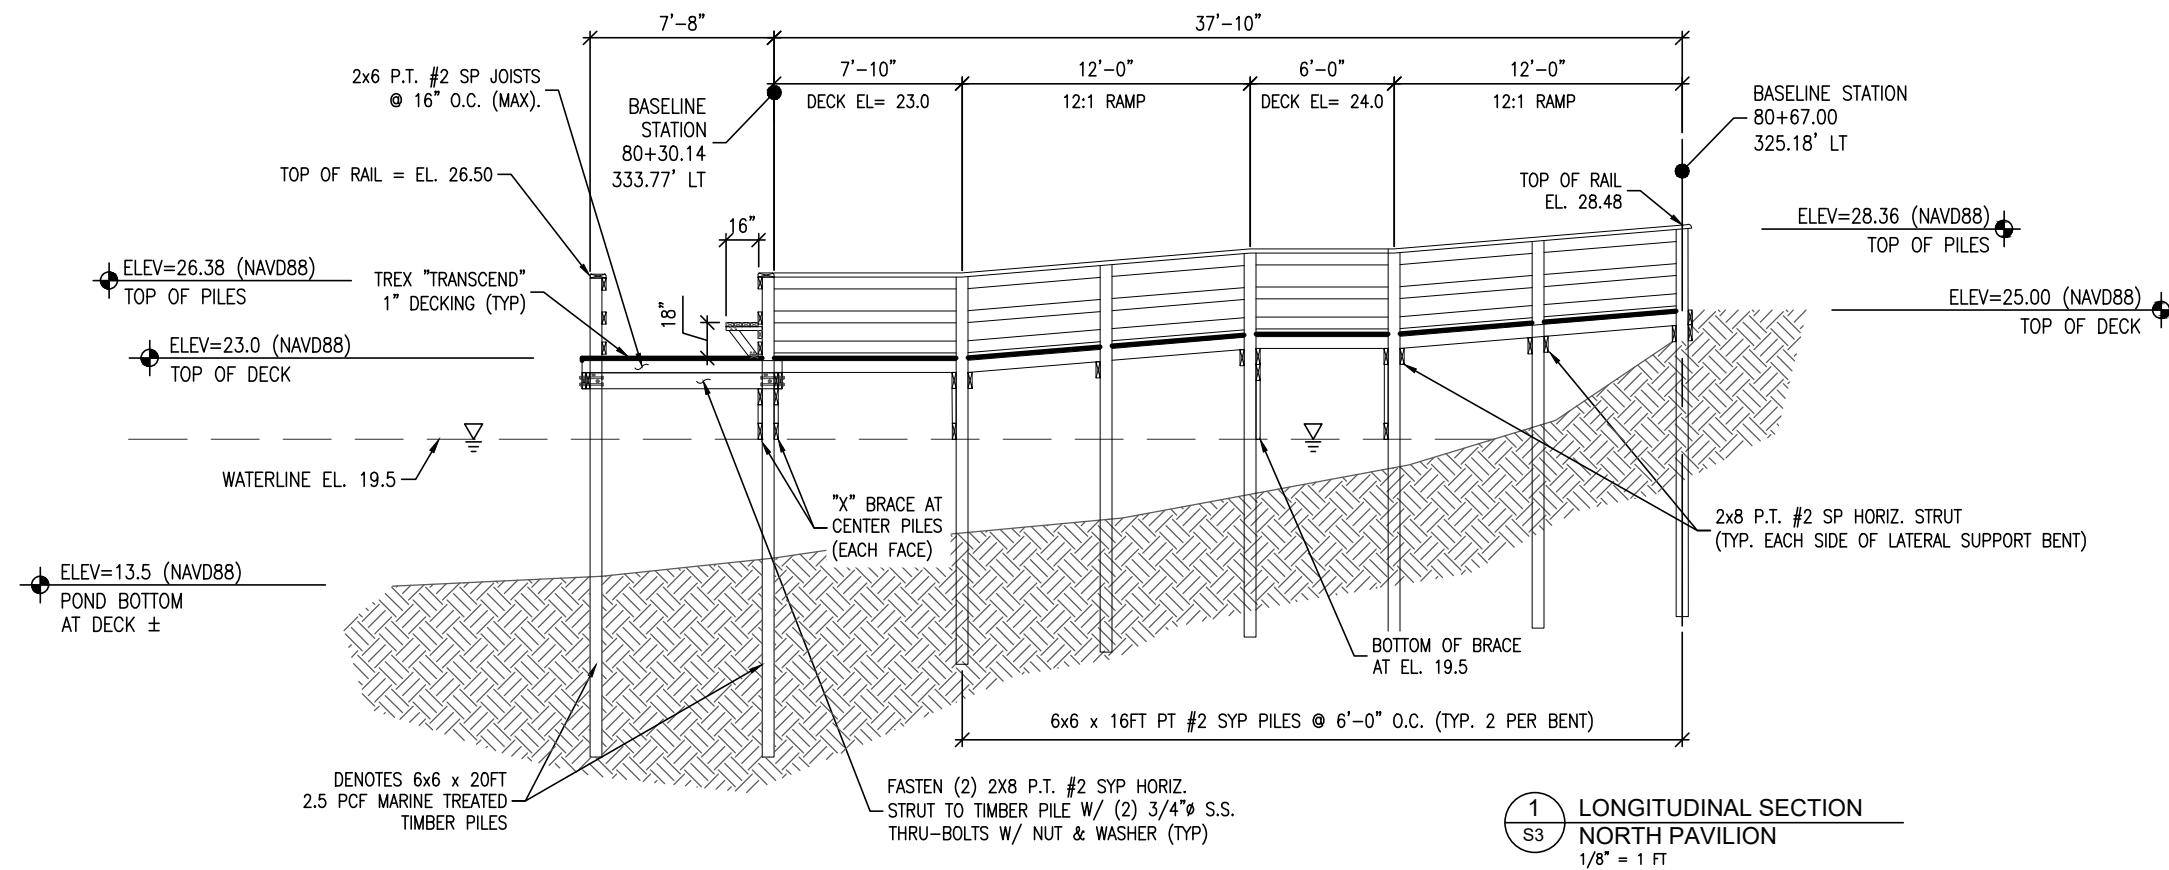 7'-8"
37'-10"
7'-10"
12'-0"
6'-0"
12'-0"
DECK EL= 23.0
12:1 RAMP
DECK EL= 24.0
12:1 RAMP
2x6 P.T. #2 SP JOISTS
@ 16" O.C. (MAX).
BASELINE
STATION
80+30.14
333.77' LT
BASELINE STATION
80+67.00
325.18' LT
TOP OF RAIL = EL. 26.50
TOP OF RAIL
EL. 28.48
16"
ELEV=28.36 (NAVD88)
TOP OF PILES
ELEV=26.38 (NAVD88)
TOP OF PILES
TREX "TRANSCEND"
1" DECKING (TYP)
18"
ELEV=25.00 (NAVD88)
TOP OF DECK
ELEV=23.0 (NAVD88)
TOP OF DECK
WATERLINE EL. 19.5
"X" BRACE AT
CENTER PILES
(EACH FACE)
2x8 P.T. #2 SP HORIZ. STRUT
(TYP. EACH SIDE OF LATERAL SUPPORT BENT)
ELEV=13.5 (NAVD88)
POND BOTTOM
AT DECK ±
BOTTOM OF BRACE
AT EL. 19.5
6x6 x 16FT PT #2 SYP PILES @ 6'-0" O.C. (TYP. 2 PER BENT)
DENOTES 6x6 x 20FT
2.5 PCF MARINE TREATED
TIMBER PILES
FASTEN (2) 2X8 P.T. #2 SYP HORIZ.
STRUT TO TIMBER PILE W/ (2) 3/4"ø S.S.
THRU-BOLTS W/ NUT & WASHER (TYP)
1
S3
LONGITUDINAL SECTION
NORTH PAVILION
1/8" = 1 FT